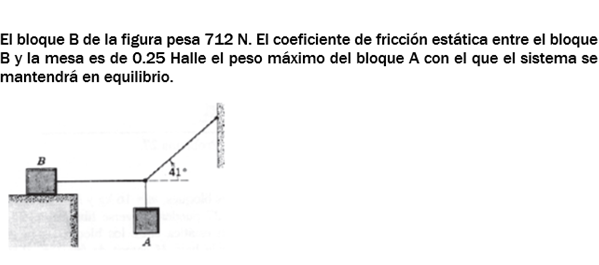 El bloque B de la figura pesa 712 N. El coeficiente de fricción estática entre el bloque
B y la mesa es de 0.25 Halle el peso máximo del bloque A con el que el sistema se
mantendrá en equilibrio.
B
41°
A